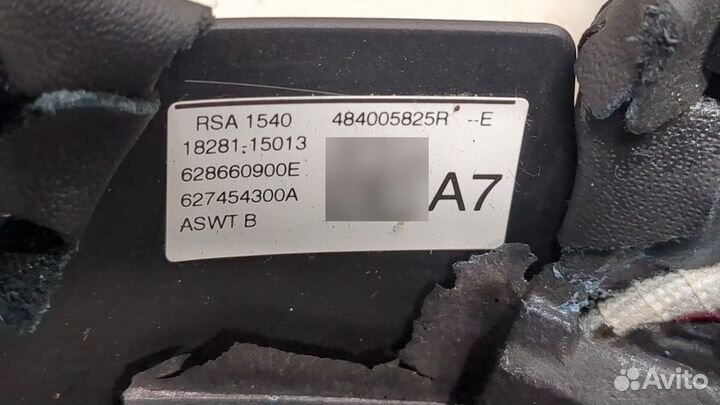 RSA 1540 484005825R --E
18281-15013
628660900E
627454300A
A7
ASWT B
Avito